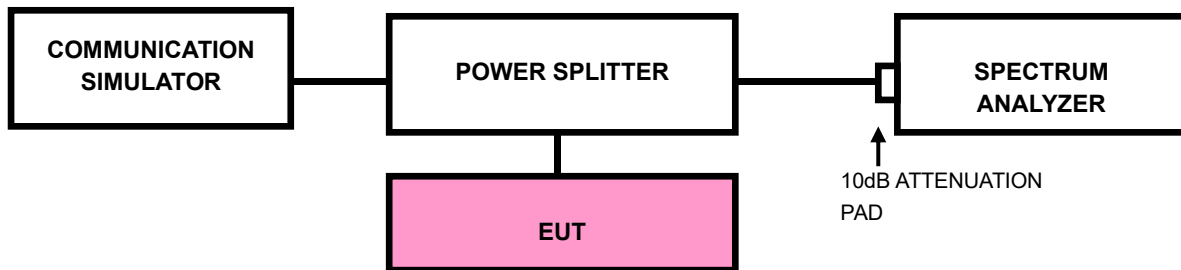 COMMUNICATION
SIMULATOR
POWER SPLITTER
SPECTRUM
ANALYZER
10dB ATTENUATION
PAD
EUT